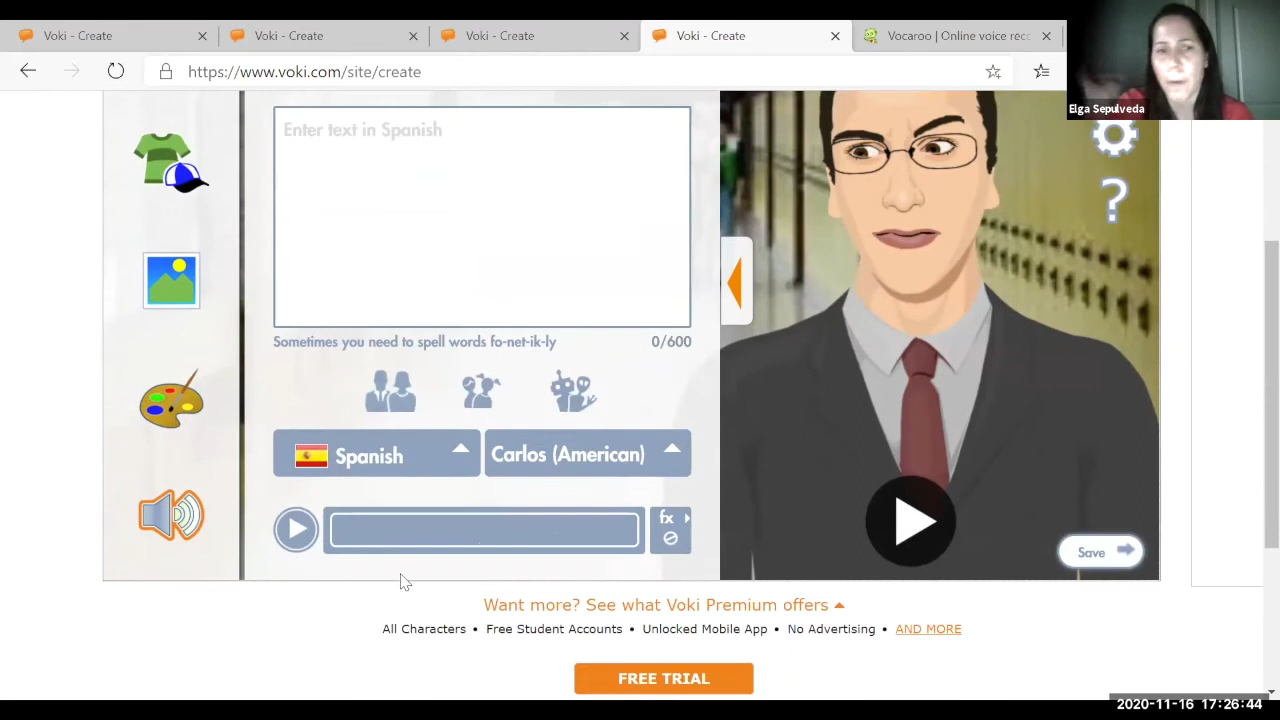 Voki - Create
Voki - Create
Voki - Create
Voki - Create
Vocaroo | Online voice rec
https://www.voki.com/site/create
Elga Sepulveda
Enter text in Spanish
Sometimes you need to spell words fo-net-ik-ly 0/600
Spanish
Carlos (American)
fx
Save
Want more? See what Voki Premium offers
All Characters • Free Student Accounts • Unlocked Mobile App • No Advertising • AND MORE
FREE TRIAL
2020-11-16 17:26:44